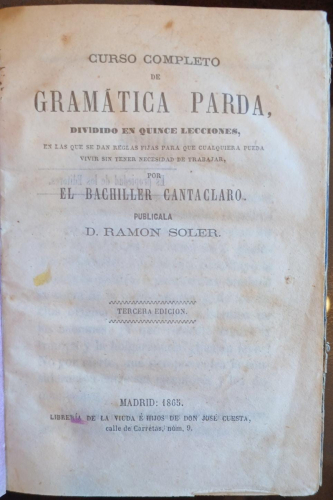 CURSO COMPLETO
DE
GRAMÁTICA PARDA,
DIVIDIDO EN QUINCE LECCIONES,
EN LAS QUE SE DAN REGLAS FIJAS PARA QUE CUALQUIERA PUEDA
VIVIR SIN TENER NECESIDAD DE TRABAJAR,
POR
EL BACHILLER CANTACLARO.
PUBLICALA
D. RAMON SOLER.
TERCERA EDICION.
MADRID: 1865.
LIBRERÍA DE LA VIUDA É HIJOS DE DON JOSÉ CUESTA,
calle de Carretas, núm. 9.